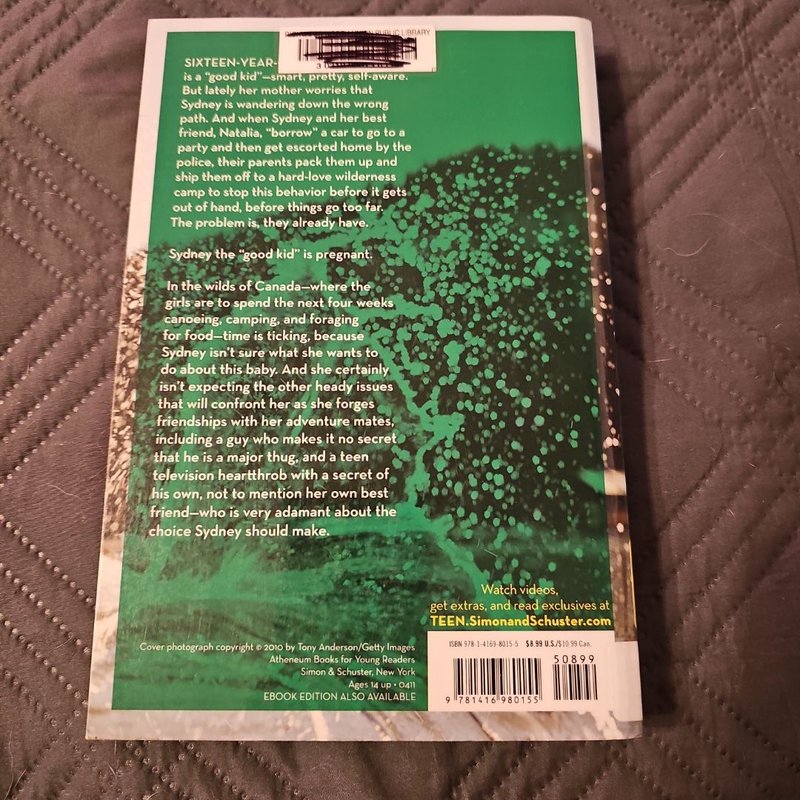 PUBLIC LIBRARY
SIXTEEN-YEAR-
is a “good kid”—smart, pretty, self-aware.
But lately her mother worries that
Sydney is wandering down the wrong
path. And when Sydney and her best
friend, Natalia, “borrow” a car to go to a
party and then get escorted home by the
police, their parents pack them up and
ship them off to a hard-love wilderness
camp to stop this behavior before it gets
out of hand, before things go too far.
The problem is, they already have.
Sydney the “good kid” is pregnant.
In the wilds of Canada—where the
girls are to spend the next four weeks
canoeing, camping, and foraging
for food—time is ticking, because
Sydney isn’t sure what she wants to
do about this baby. And she certainly
isn’t expecting the other heady issues
that will confront her as she forges
friendships with her adventure mates,
including a guy who makes it no secret
that he is a major thug, and a teen
television heartthrob with a secret of
his own, not to mention her own best
friend—who is very adamant about the
choice Sydney should make.
Watch videos,
get extras, and read exclusives at
TEEN.SimonandSchuster.com
Cover photograph copyright © 2010 by Tony Anderson/Getty Images
Atheneum Books for Young Readers
Simon & Schuster, New York
Ages 14 up • 0411
EBOOK EDITION ALSO AVAILABLE
ISBN 978-1-4169-8015-5 $8.99 U.S./$10.99 Can.
50899
9 781416 980155